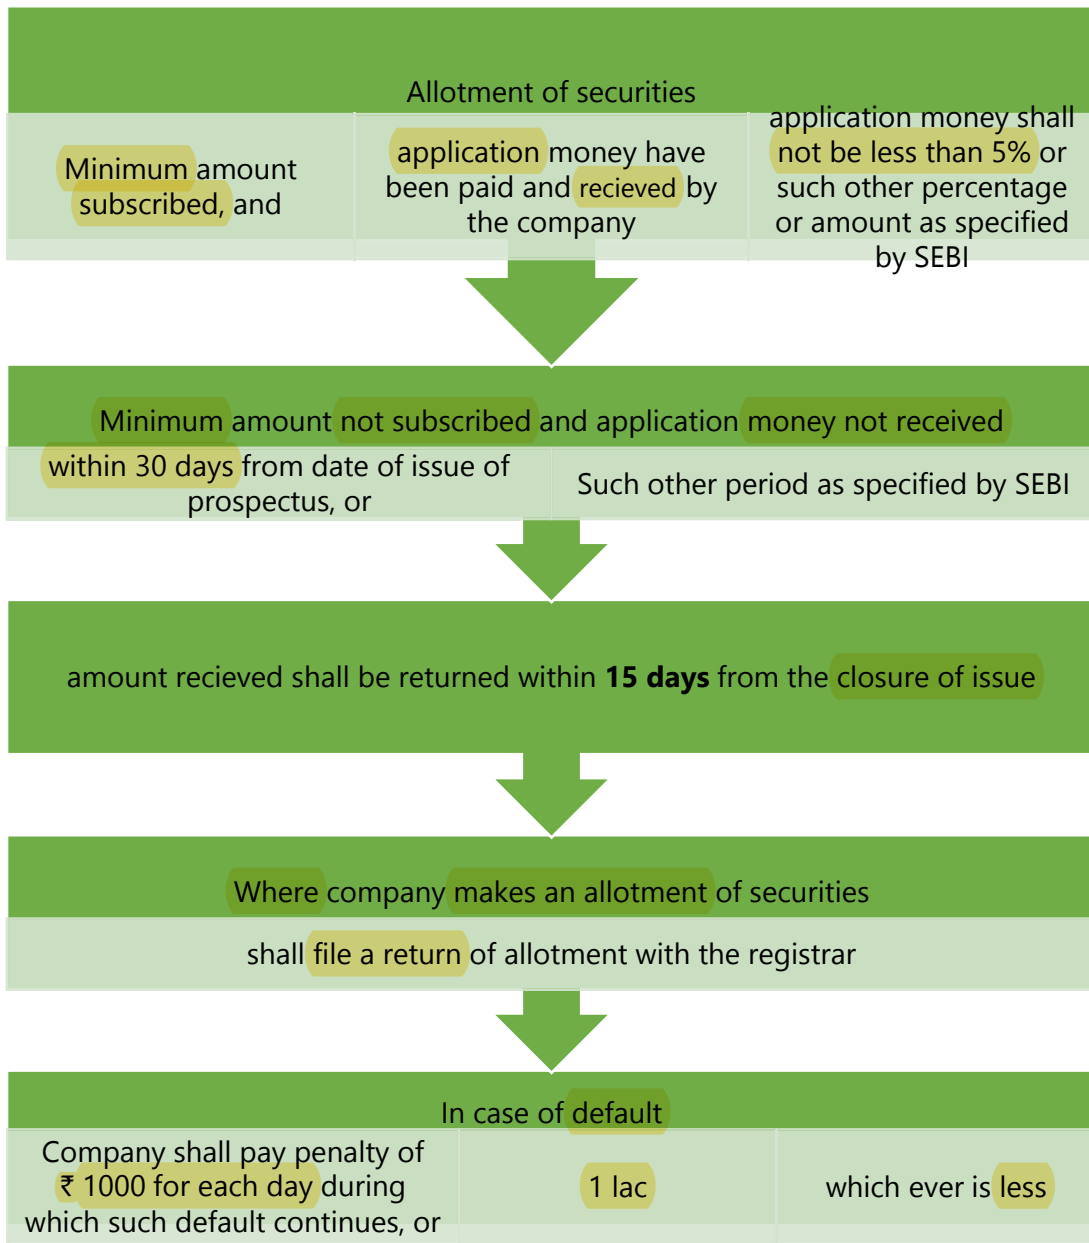 Allotment of securities
Minimum amount
subscribed, and
application money have
been paid and recieved by
the company
application money shall
not be less than 5% or
such other percentage
or amount as specified
by SEBI
Minimum amount not subscribed and application money not received
within 30 days from date of issue of
prospectus, or
Such other period as specified by SEBI
amount recieved shall be returned within 15 days from the closure of issue
Where company makes an allotment of securities
shall file a return of allotment with the registrar
In case of default
Company shall pay penalty of
₹ 1000 for each day during
which such default continues, or
1 lac
which ever is less